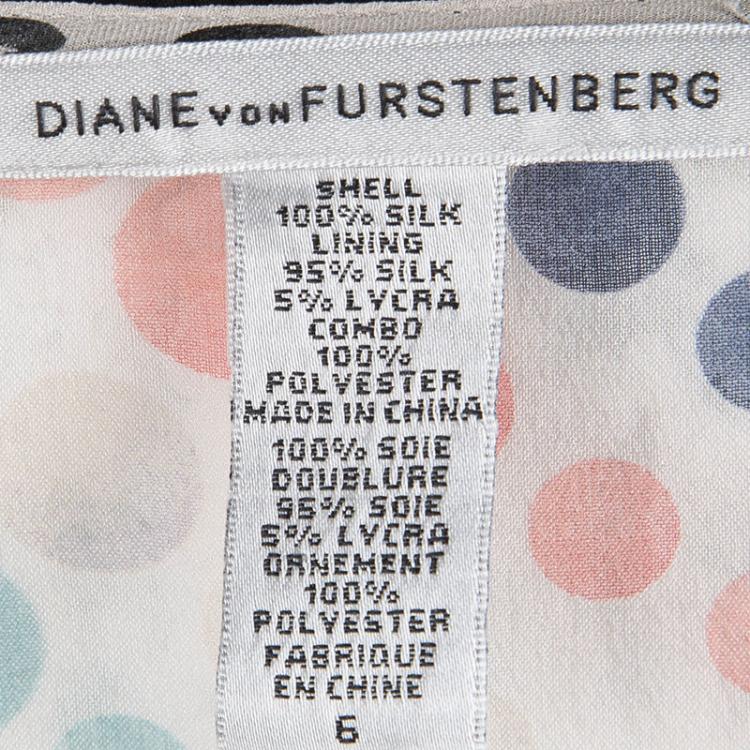 DIANE VON FURSTENBERG
SHELL
100% SILK
LINING
95% SILK
5% LYCRA
COMBO
100%
POLYESTER
MADE IN CHINA
100% SOIE
DOUBLURE
95% SOIE
5% LYCRA
ORNEMENT
100%
POLYESTER
FABRIQUE
EN CHINE
6